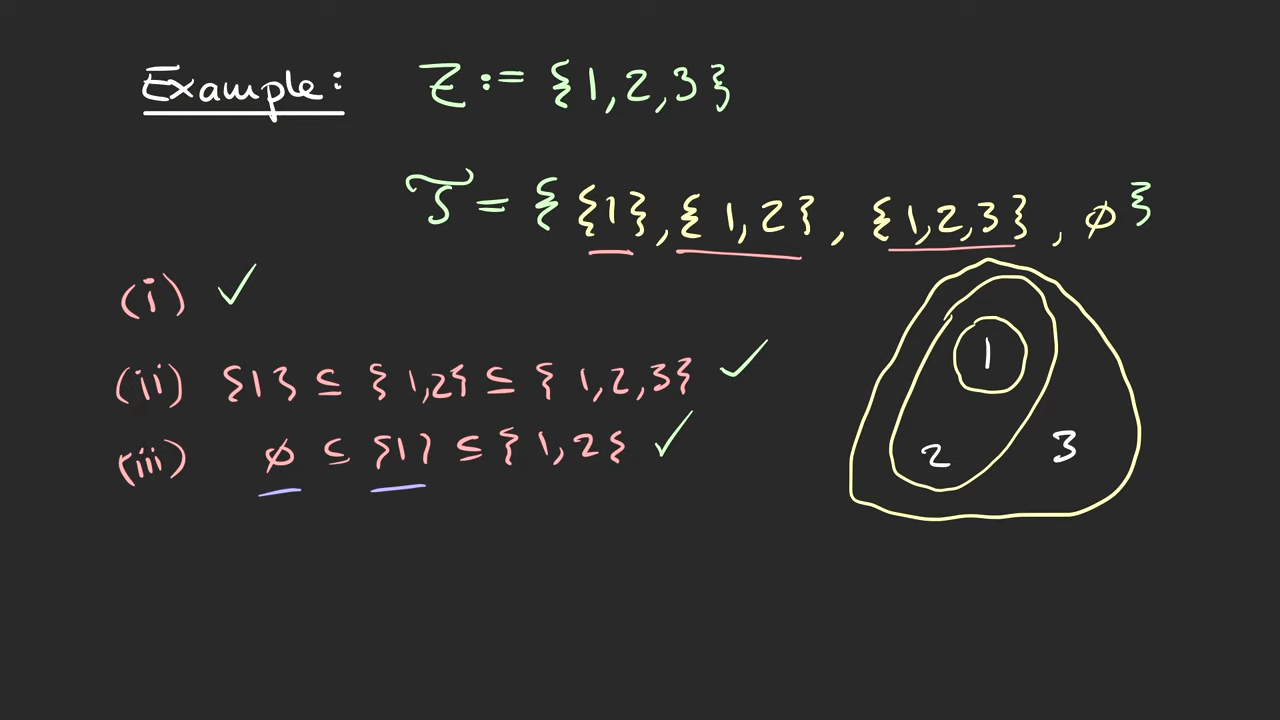 Example: Z := {1,2,3}
𝒯 = { {1}, {1,2}, {1,2,3}, ∅ }
(i) ✓
(ii) {1} ⊆ {1,2} ⊆ {1,2,3} ✓
(iii) ∅ ⊆ {1} ⊆ {1,2} ✓
1
2 3